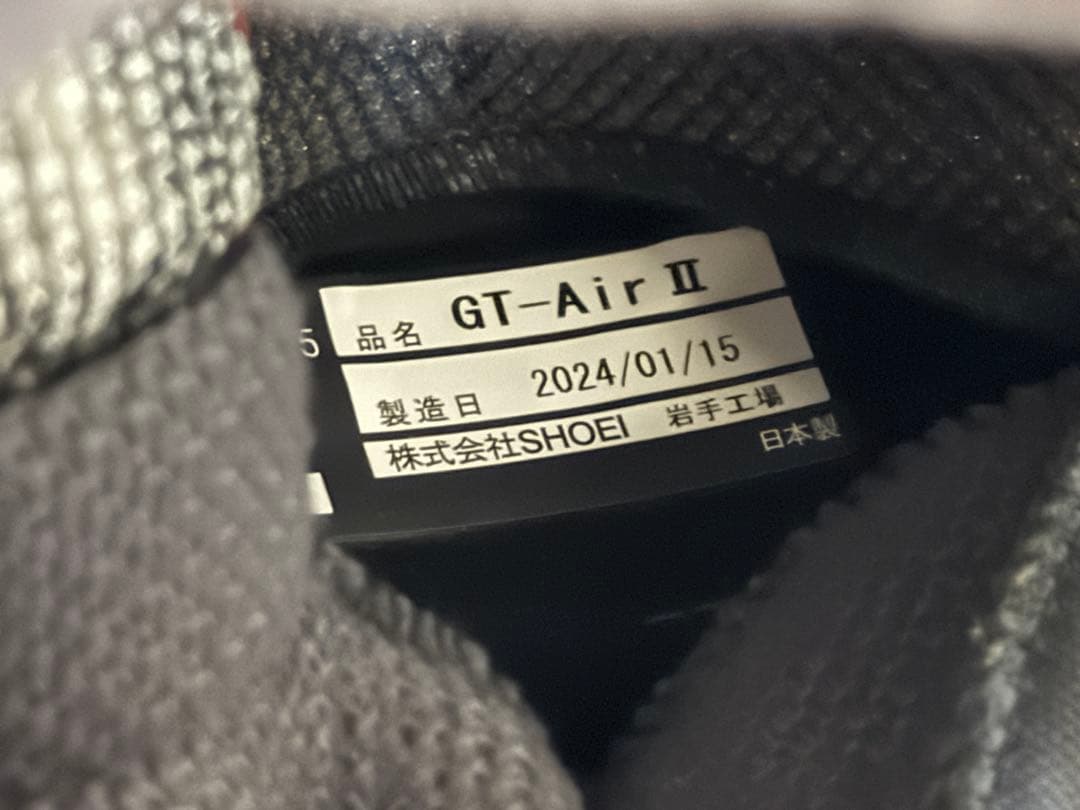 品名 GT-Air Ⅱ
製造日 2024/01/15
株式会社SHOEI 岩手工場
日本製
5